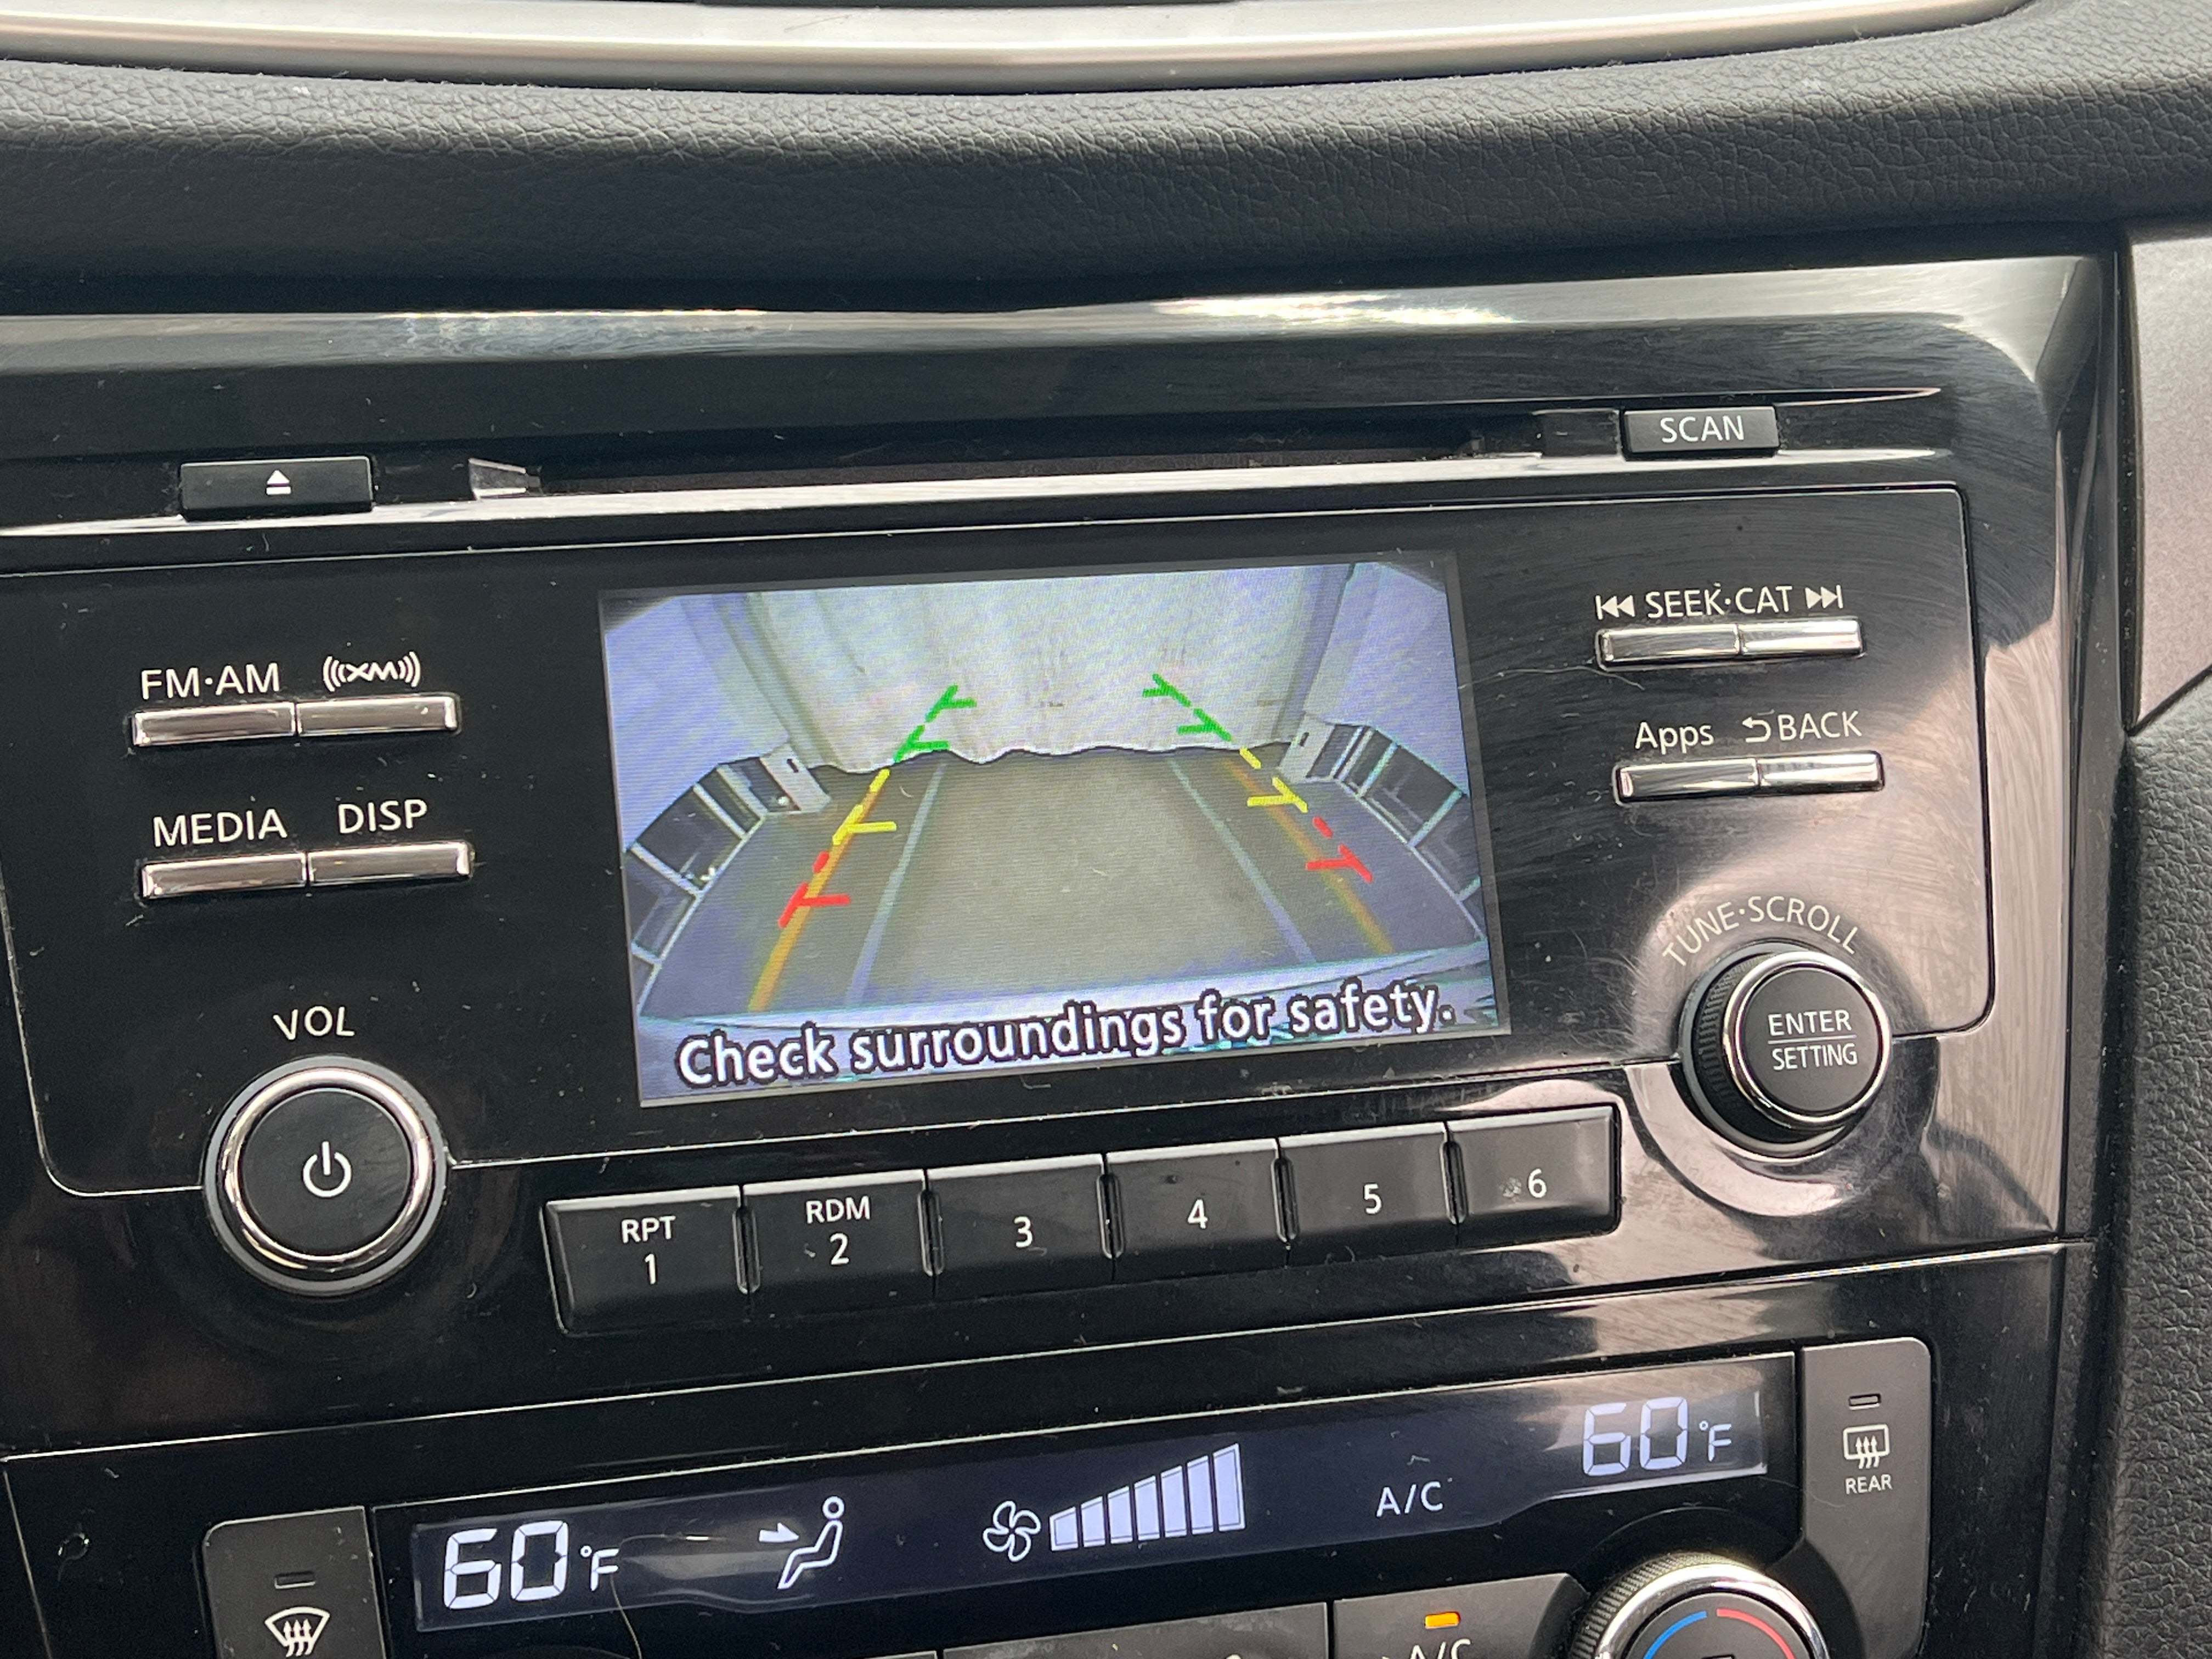 SCAN
SEEK·CAT
FM·AM
((XM))
Apps
BACK
MEDIA
DISP
TUNE·SCROLL
VOL
ENTER
SETTING
Check surroundings for safety.
RPT
1
RDM
2
3
4
5
6
60°F
A/C
60°F
REAR
A/C